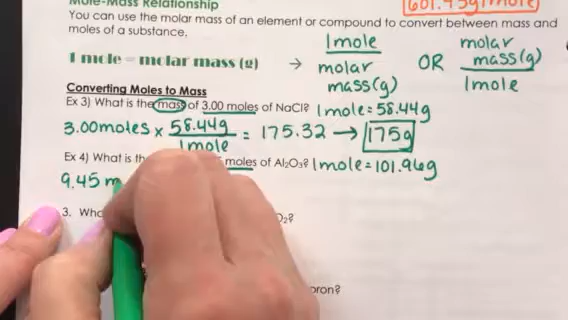 Mole-Mass Relationship
601.93g/mole
You can use the molar mass of an element or compound to convert between mass and
moles of a substance.
1 mole = molar mass (g) → 1mole / molar mass(g) OR molar mass(g) / 1mole
Converting Moles to Mass
Ex 3) What is the mass of 3.00 moles of NaCl? 1mole=58.44g
3.00moles x 58.44g / 1mole = 175.32 → 175g
Ex 4) What is th moles of Al₂O₃? 1mole=101.96g
9.45 m
3.